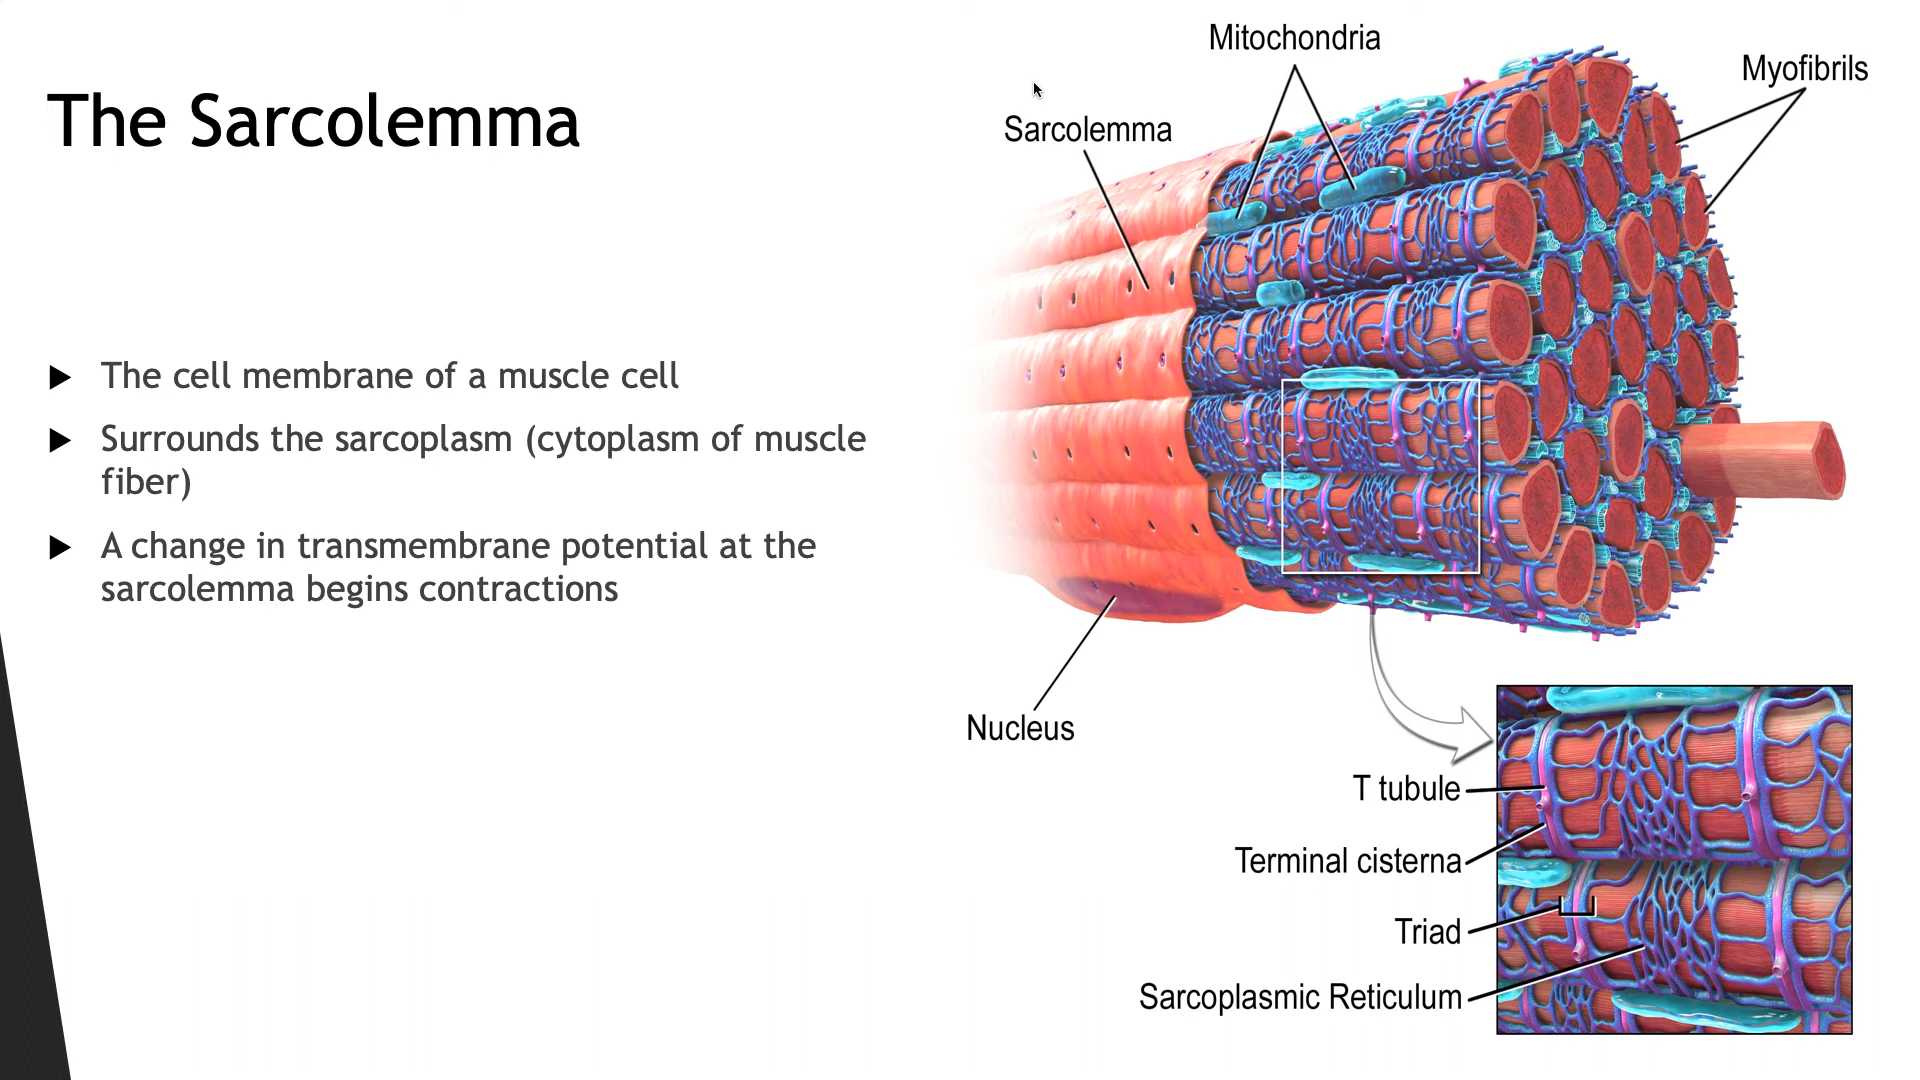 The Sarcolemma
The cell membrane of a muscle cell
Surrounds the sarcoplasm (cytoplasm of muscle
fiber)
A change in transmembrane potential at the
sarcolemma begins contractions
Mitochondria
Myofibrils
Sarcolemma
Nucleus
T tubule
Terminal cisterna
Triad
Sarcoplasmic Reticulum